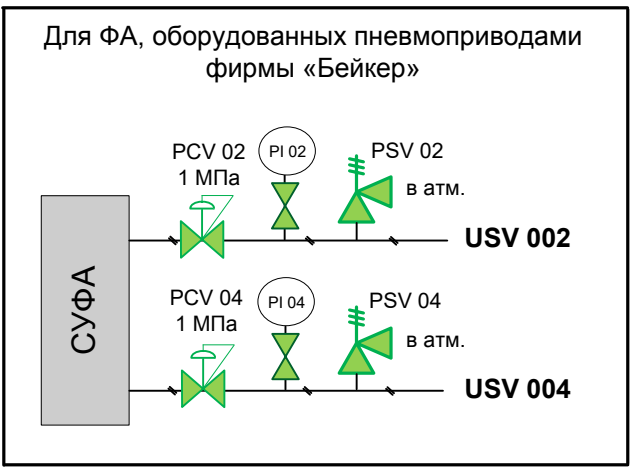 Для ФА, оборудованных пневмоприводами
фирмы «Бейкер»
PCV 02
1 МПа
PI 02
PSV 02
в атм.
USV 002
СУФА
PCV 04
1 МПа
PI 04
PSV 04
в атм.
USV 004